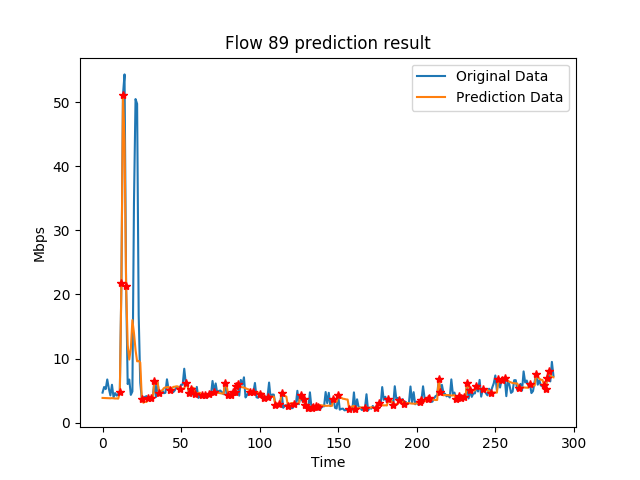 Flow 89 prediction result
Original Data
Prediction Data
50
40
30
20
10
0
Mbps
0 50 100 150 200 250 300
Time